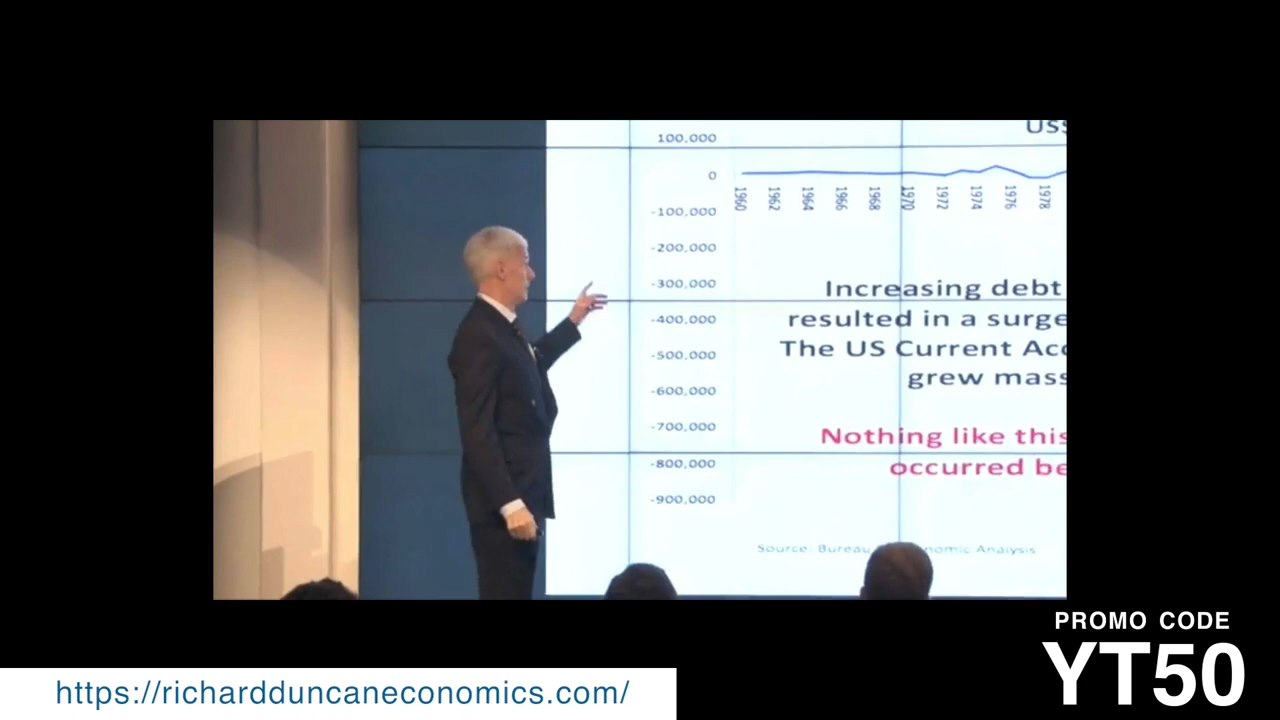 US$
100,000
0
1960
1962
1964
1966
1968
1970
1972
1974
1976
1978
-100,000
-200,000
-300,000
-400,000
-500,000
-600,000
-700,000
-800,000
-900,000
Increasing debt
resulted in a surge
The US Current Acc
grew mass
Nothing like this
occurred be
Source: Bureau nomic Analysis
PROMO CODE
YT50
https://richardduncaneconomics.com/